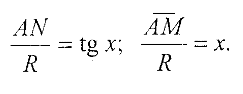 AN/R = tg x; A͞M/R = x.